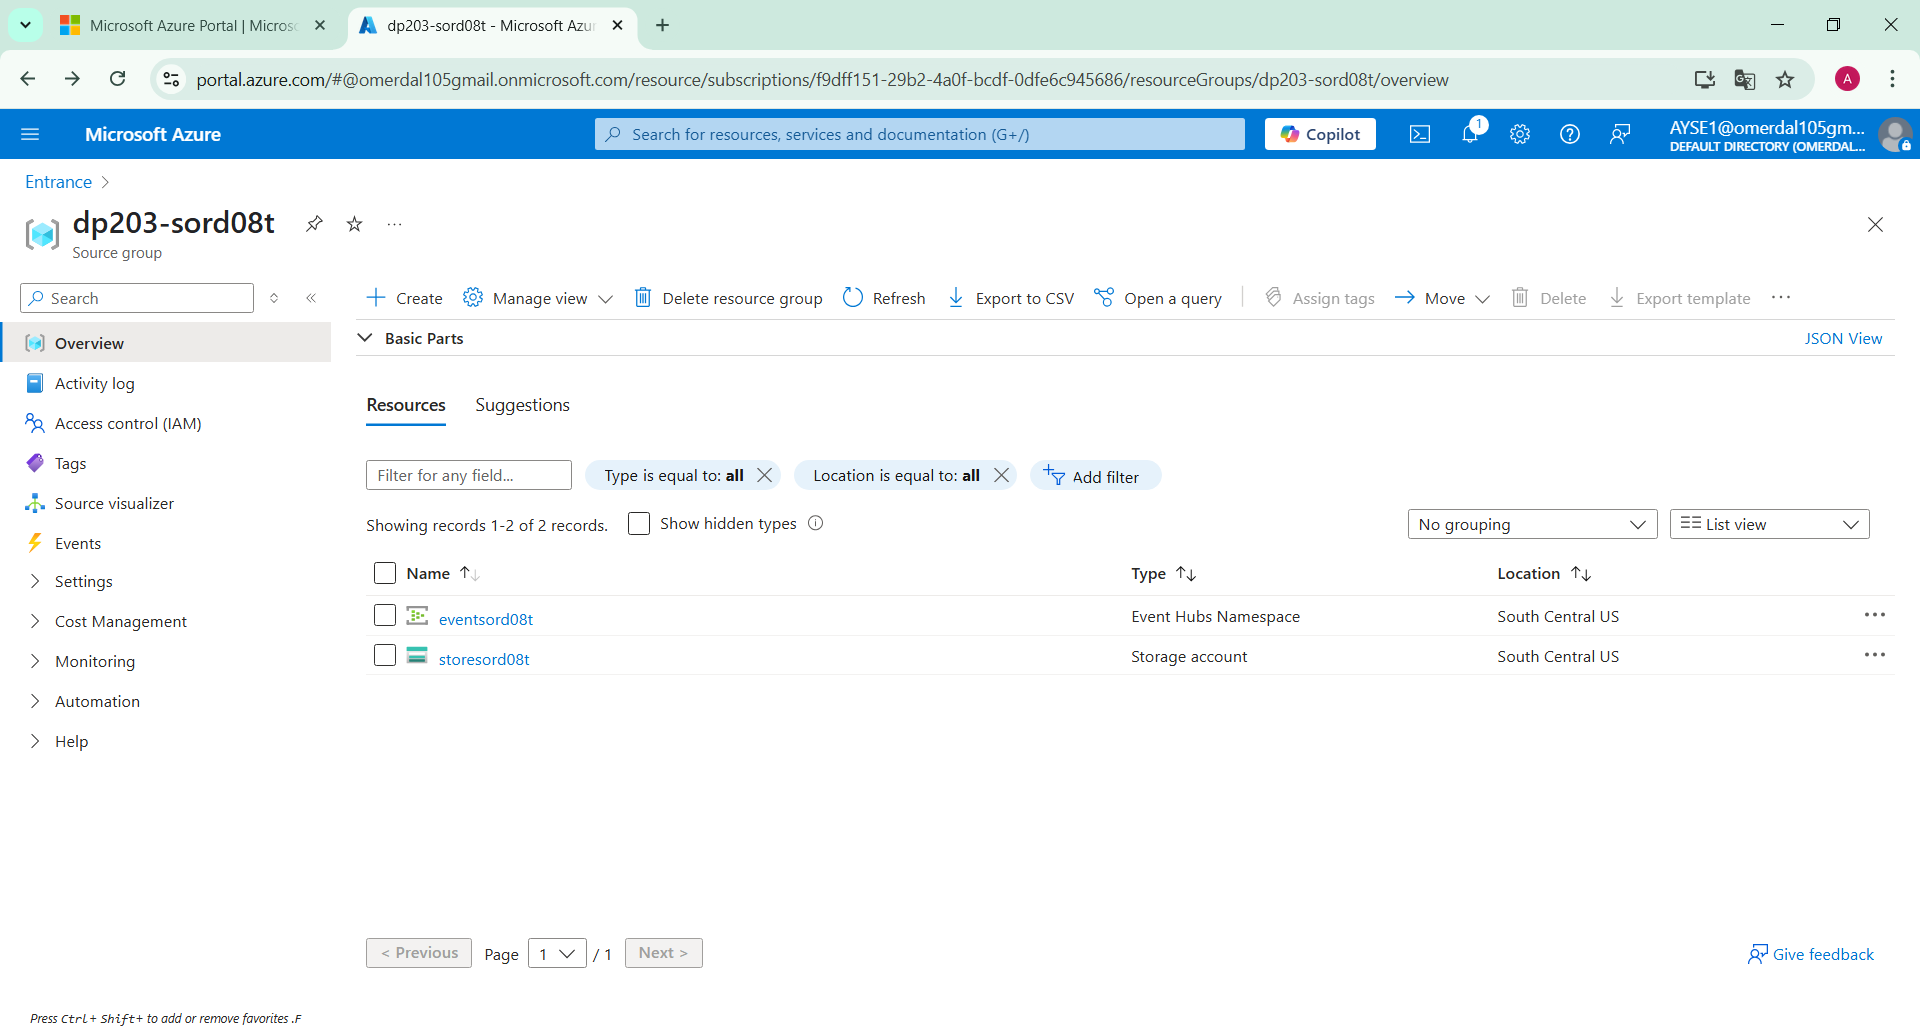 Microsoft Azure Portal | Micros
dp203-sord08t - Microsoft Azur
portal.azure.com/#@omerdal105gmail.onmicrosoft.com/resource/subscriptions/f9dff151-29b2-4a0f-bcdf-0dfe6c945686/resourceGroups/dp203-sord08t/overview
A
Microsoft Azure
Search for resources, services and documentation (G+/)
Copilot
1
AYSE1@omerdal105gm...
DEFAULT DIRECTORY (OMERDAL...
Entrance
dp203-sord08t
Source group
Search
Create
Manage view
Delete resource group
Refresh
Export to CSV
Open a query
Assign tags
Move
Delete
Export template
Overview
Activity log
Access control (IAM)
Tags
Source visualizer
Events
Settings
Cost Management
Monitoring
Automation
Help
Basic Parts
JSON View
Resources
Suggestions
Filter for any field...
Type is equal to: all
Location is equal to: all
Add filter
Showing records 1-2 of 2 records.
Show hidden types
No grouping
List view
Name
Type
Location
eventsord08t
Event Hubs Namespace
South Central US
storesord08t
Storage account
South Central US
< Previous
Page
1
/ 1
Next >
Give feedback
Press Ctrl+ Shift+ to add or remove favorites .F